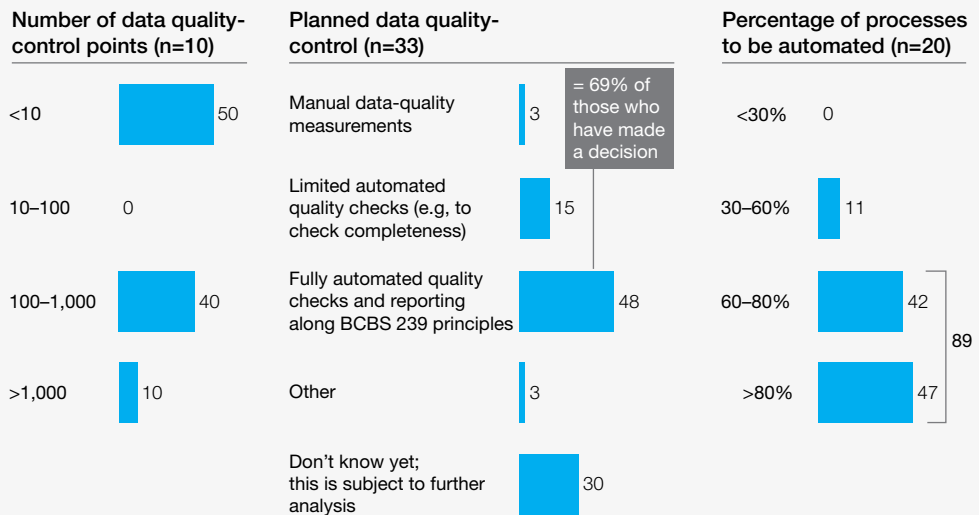 Number of data quality-
control points (n=10)
<10
50
10–100
0
100–1,000
40
>1,000
10
Planned data quality-
control (n=33)
Manual data-quality
measurements
3
= 69% of
those who
have made
a decision
Limited automated
quality checks (e.g, to
check completeness)
15
Fully automated quality
checks and reporting
along BCBS 239 principles
48
Other
3
Don't know yet;
this is subject to further
analysis
30
Percentage of processes
to be automated (n=20)
<30%
0
30–60%
11
60–80%
42
89
>80%
47